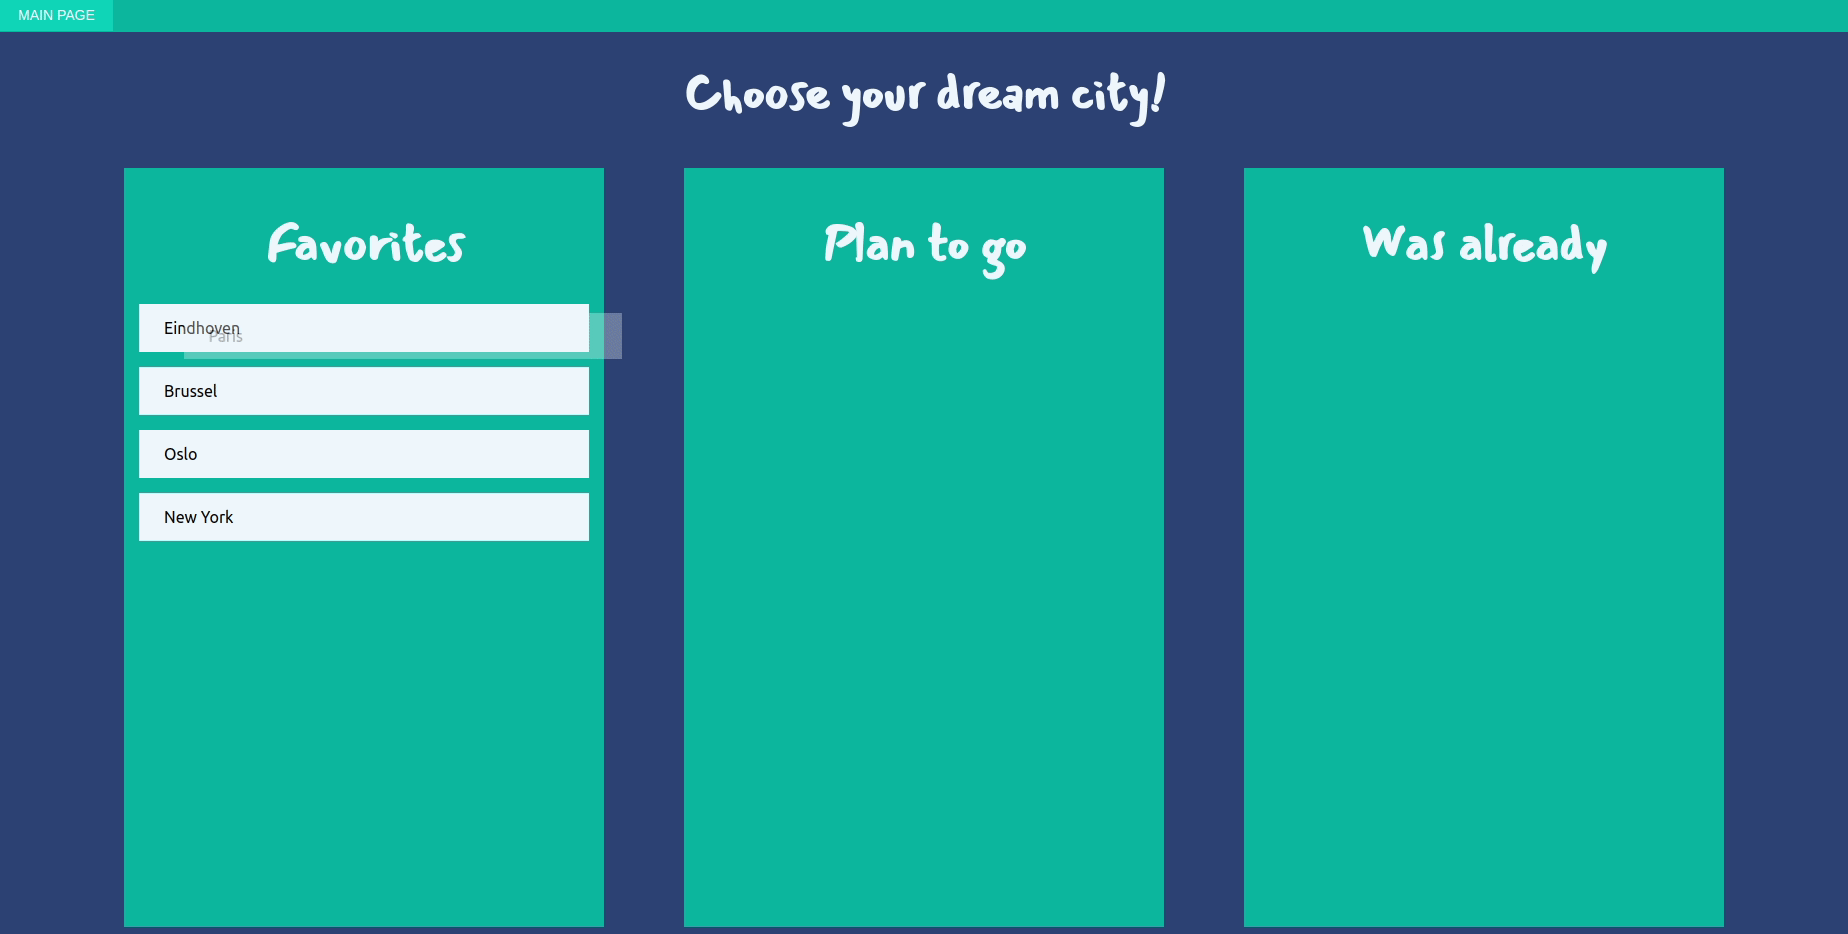 MAIN PAGE
Choose your dream city!
Favorites
Plan to go
Was already
Eindhoven
Paris
Brussel
Oslo
New York